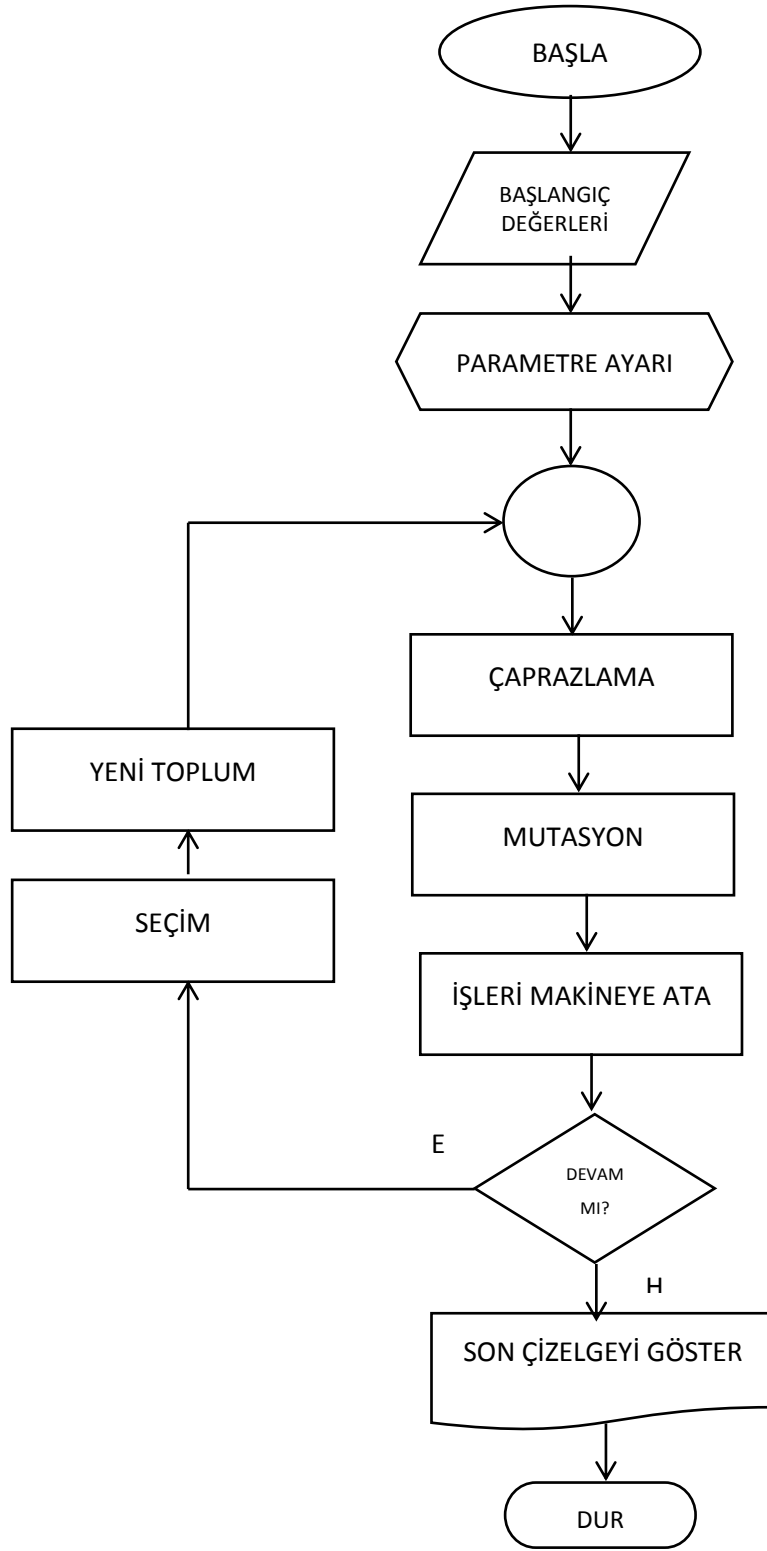 BAŞLA
BAŞLANGIÇ
DEĞERLERİ
PARAMETRE AYARI
ÇAPRAZLAMA
YENİ TOPLUM
MUTASYON
SEÇİM
İŞLERİ MAKİNEYE ATA
E
DEVAM
MI?
H
SON ÇİZELGEYİ GÖSTER
DUR